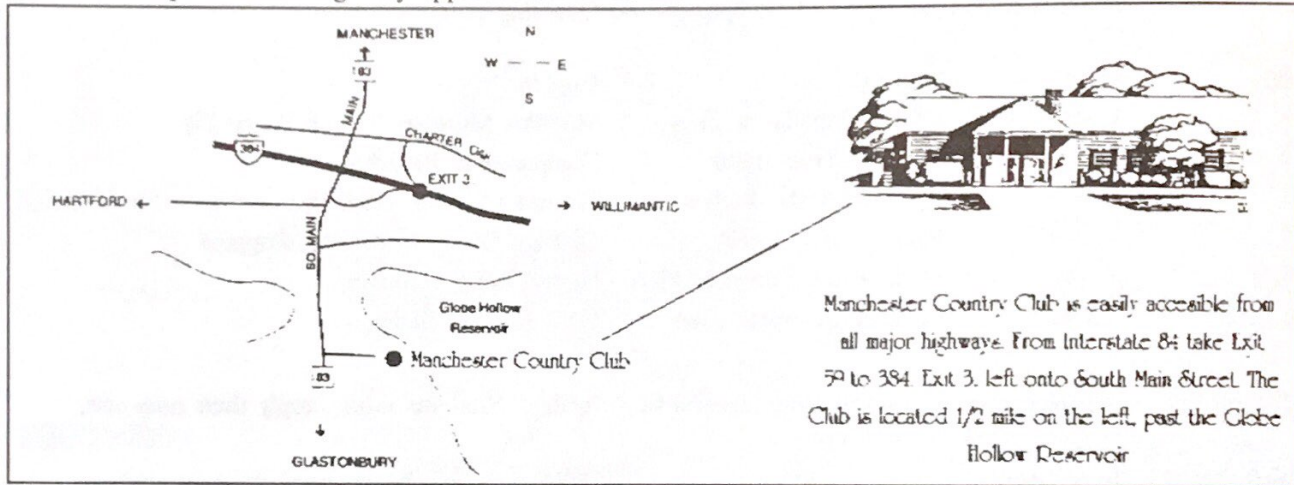 MANCHESTER
N
W E
S
83
MAIN
384
CHARTER OAK
EXIT 3
HARTFORD
WILLIMANTIC
SO. MAIN
Globe Hollow
Reservoir
Manchester Country Club
83
GLASTONBURY
Manchester Country Club is easily accesible from
all major highways. From Interstate 84 take Exit
59 to 384. Exit 3, left onto South Main Street. The
Club is located 1/2 mile on the left, past the Globe
Hollow Reservoir